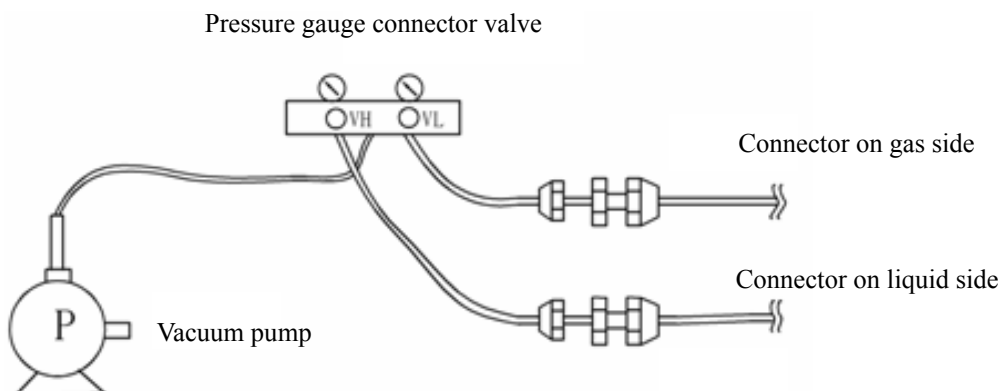 Pressure gauge connector valve
VH
VL
Connector on gas side
Connector on liquid side
P
Vacuum pump